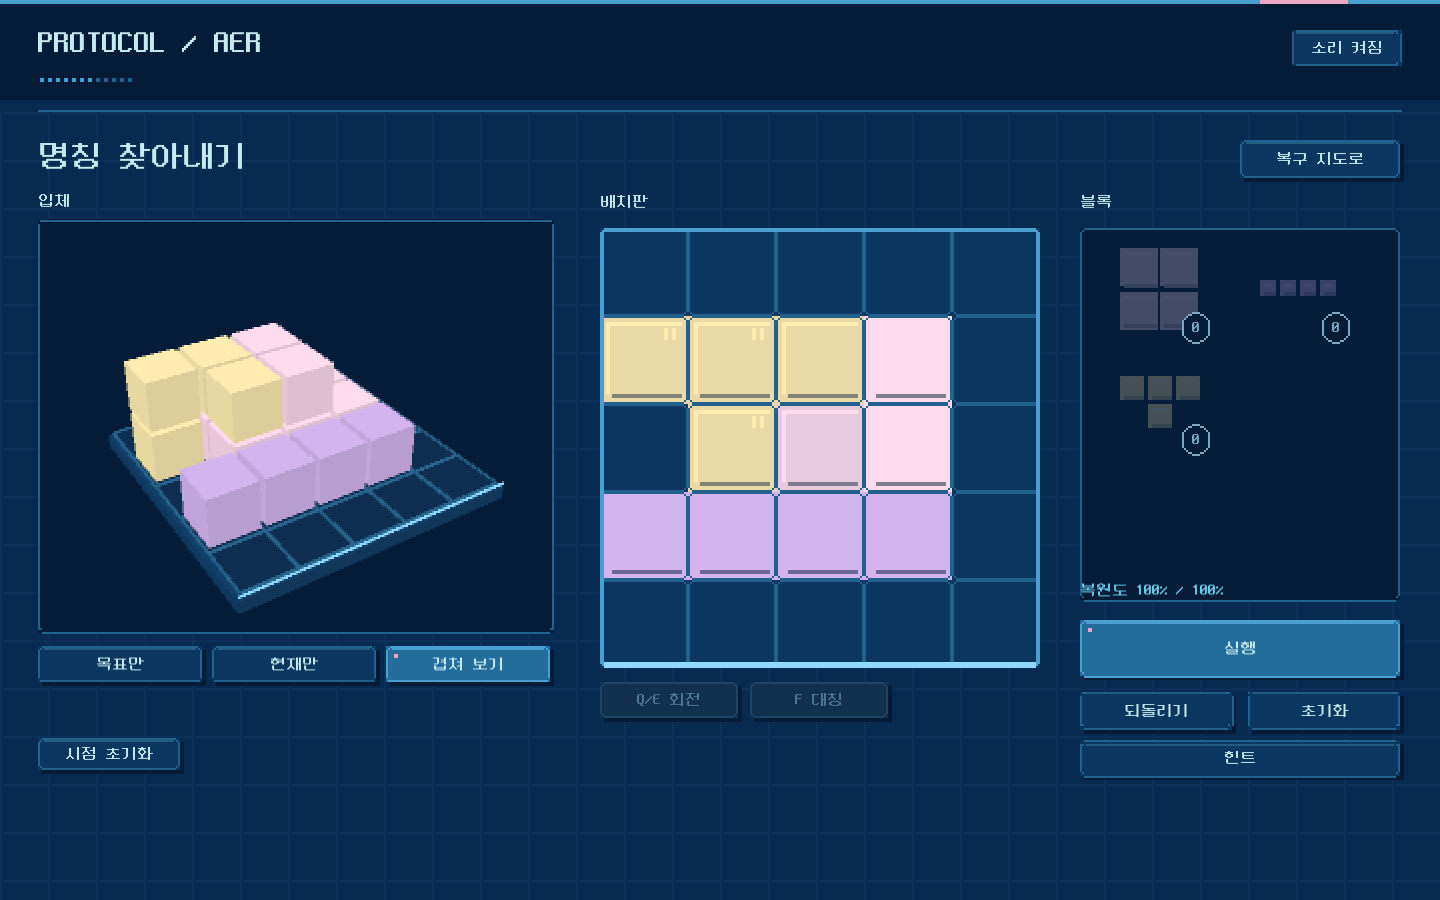 PROTOCOL / AER
소리 켜짐
명칭 찾아내기
복구 지도로
입체
배치판
블록
0
0
0
복원도 100% / 100%
목표만
현재만
겹쳐 보기
실행
Q/E 회전
F 대칭
되돌리기
초기화
시점 초기화
힌트